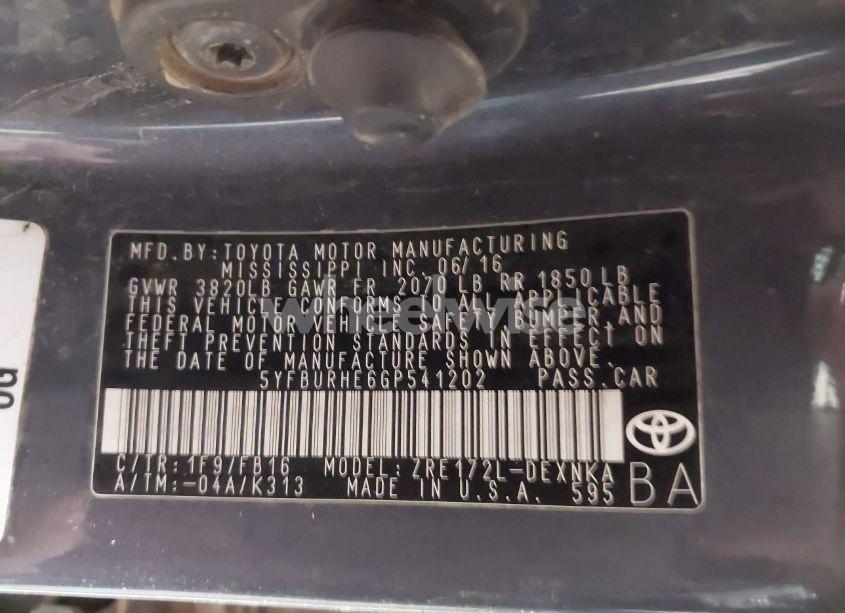 MFD.BY:TOYOTA MOTOR MANUFACTURING
MISSISSIPPI INC. 06/16
GVWR 3820LB GAWR FR 2070 LB RR 1850LB
THIS VEHICLE CONFORMS TO ALL APPLICABLE
FEDERAL MOTOR VEHICLE SAFETY, BUMPER, AND
THEFT PREVENTION STANDARDS IN EFFECT ON
THE DATE OF MANUFACTURE SHOWN ABOVE.
5YFBURHE6GP541202 PASS.CAR
C/TR:1F9/FB16 MODEL:ZRE172L-DEXNKA
A/TM:-04A/K313 MADE IN U.S.A. 595
BA
wheelwise